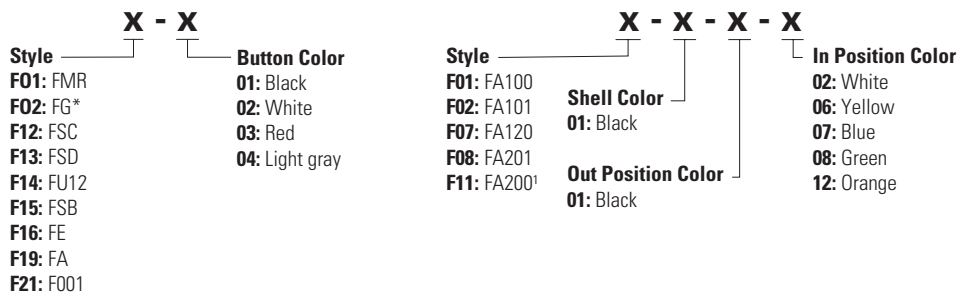 X - X
Style
FO1: FMR
FO2: FG*
F12: FSC
F13: FSD
F14: FU12
F15: FSB
F16: FE
F19: FA
F21: F001
Button Color
01: Black
02: White
03: Red
04: Light gray
X - X - X - X
Style
F01: FA100
F02: FA101
F07: FA120
F08: FA201
F11: FA200¹
Shell Color
01: Black
Out Position Color
01: Black
In Position Color
02: White
06: Yellow
07: Blue
08: Green
12: Orange